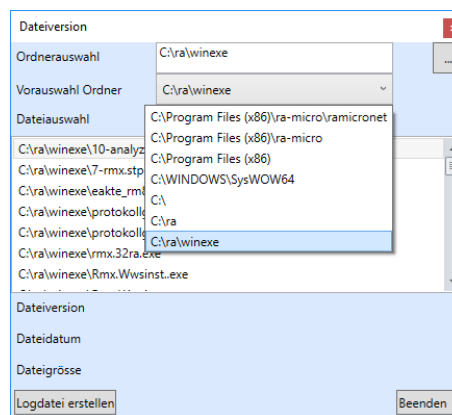 Dateiversion
Ordnerauswahl C:\ra\winexe ...
Vorauswahl Ordner C:\ra\winexe
Dateiauswahl
C:\Program Files (x86)\ra-micro\ramicronet
C:\Program Files (x86)\ra-micro
C:\Program Files (x86)
C:\WINDOWS\SysWOW64
C:\
C:\ra
C:\ra\winexe
C:\ra\winexe\10-analyz
C:\ra\winexe\7-rmx.stp
C:\ra\winexe\eakte_rm8
C:\ra\winexe\protokollg
C:\ra\winexe\protokollg
C:\ra\winexe\rmx.32ra.exe
C:\ra\winexe\Rmx.Wwsinst..exe
Dateiversion
Dateidatum
Dateigrösse
Logdatei erstellen Beenden